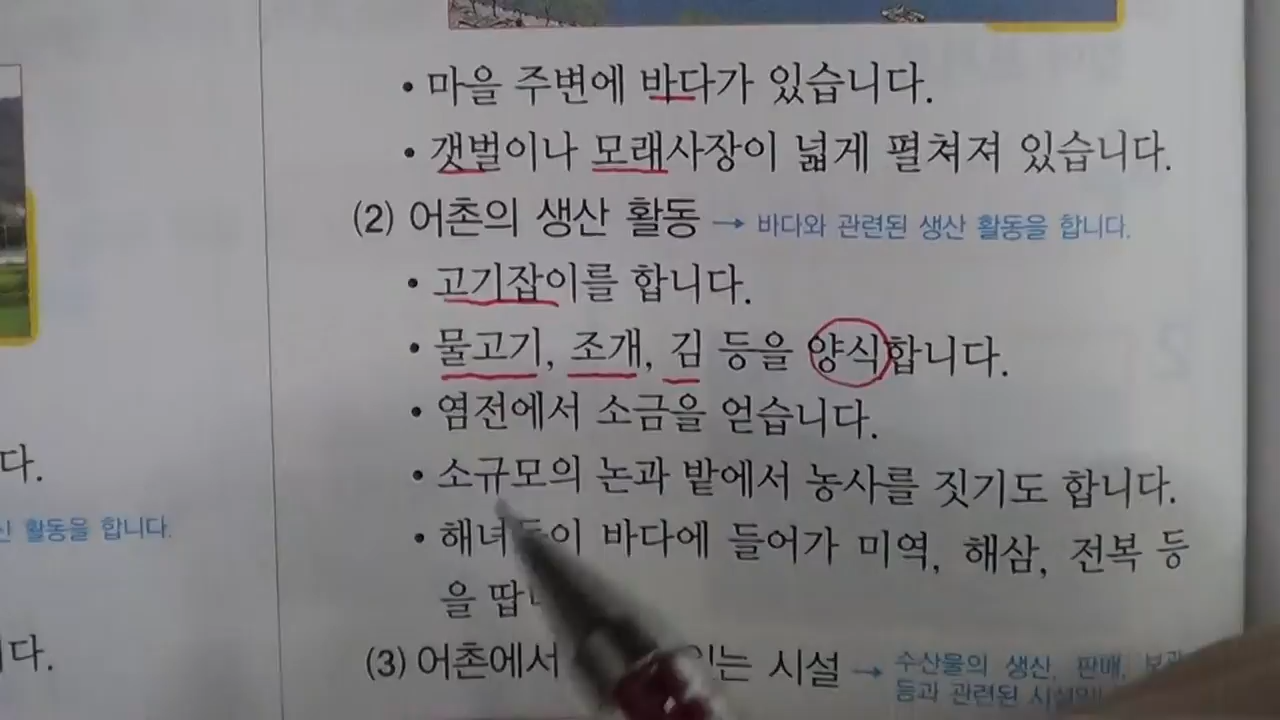 • 마을 주변에 바다가 있습니다.
• 갯벌이나 모래사장이 넓게 펼쳐져 있습니다.
(2) 어촌의 생산 활동 → 바다와 관련된 생산 활동을 합니다.
• 고기잡이를 합니다.
• 물고기, 조개, 김 등을 양식합니다.
• 염전에서 소금을 얻습니다.
• 소규모의 논과 밭에서 농사를 짓기도 합니다.
• 해녀들이 바다에 들어가 미역, 해삼, 전복 등
을 땁니
(3) 어촌에서 있는 시설 → 수산물의 생산, 판매, 보관
등과 관련된
다.
산 활동을 합니다.
니다.